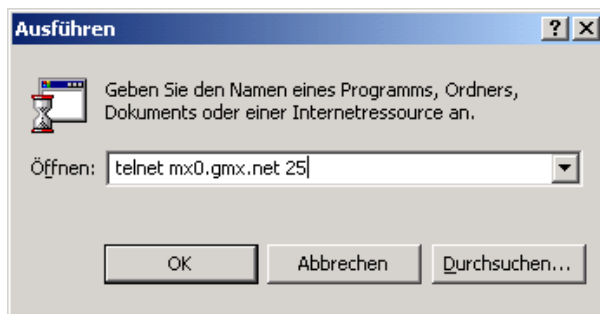 Ausführen
Geben Sie den Namen eines Programms, Ordners,
Dokuments oder einer Internetressource an.
Öffnen: telnet mx0.gmx.net 25
OK Abbrechen Durchsuchen...